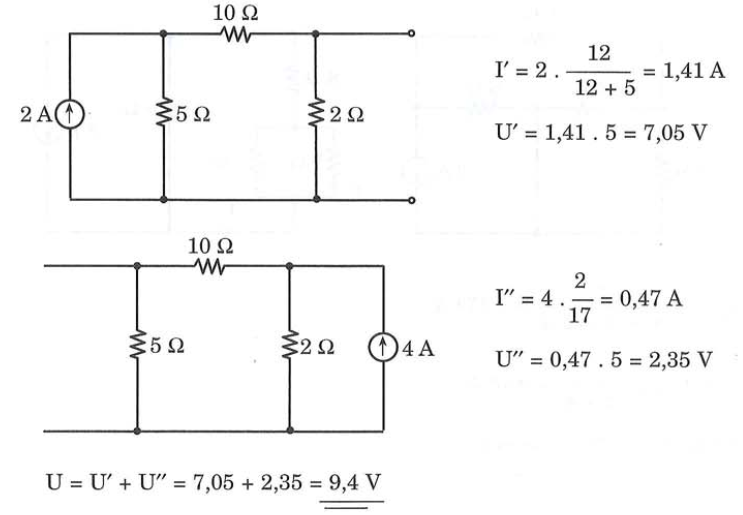 10 Ω
2 A
5 Ω
2 Ω
I′ = 2 . 12 / (12 + 5) = 1,41 A
U′ = 1,41 . 5 = 7,05 V
10 Ω
5 Ω
2 Ω
4 A
I″ = 4 . 2 / 17 = 0,47 A
U″ = 0,47 . 5 = 2,35 V
U = U′ + U″ = 7,05 + 2,35 = 9,4 V